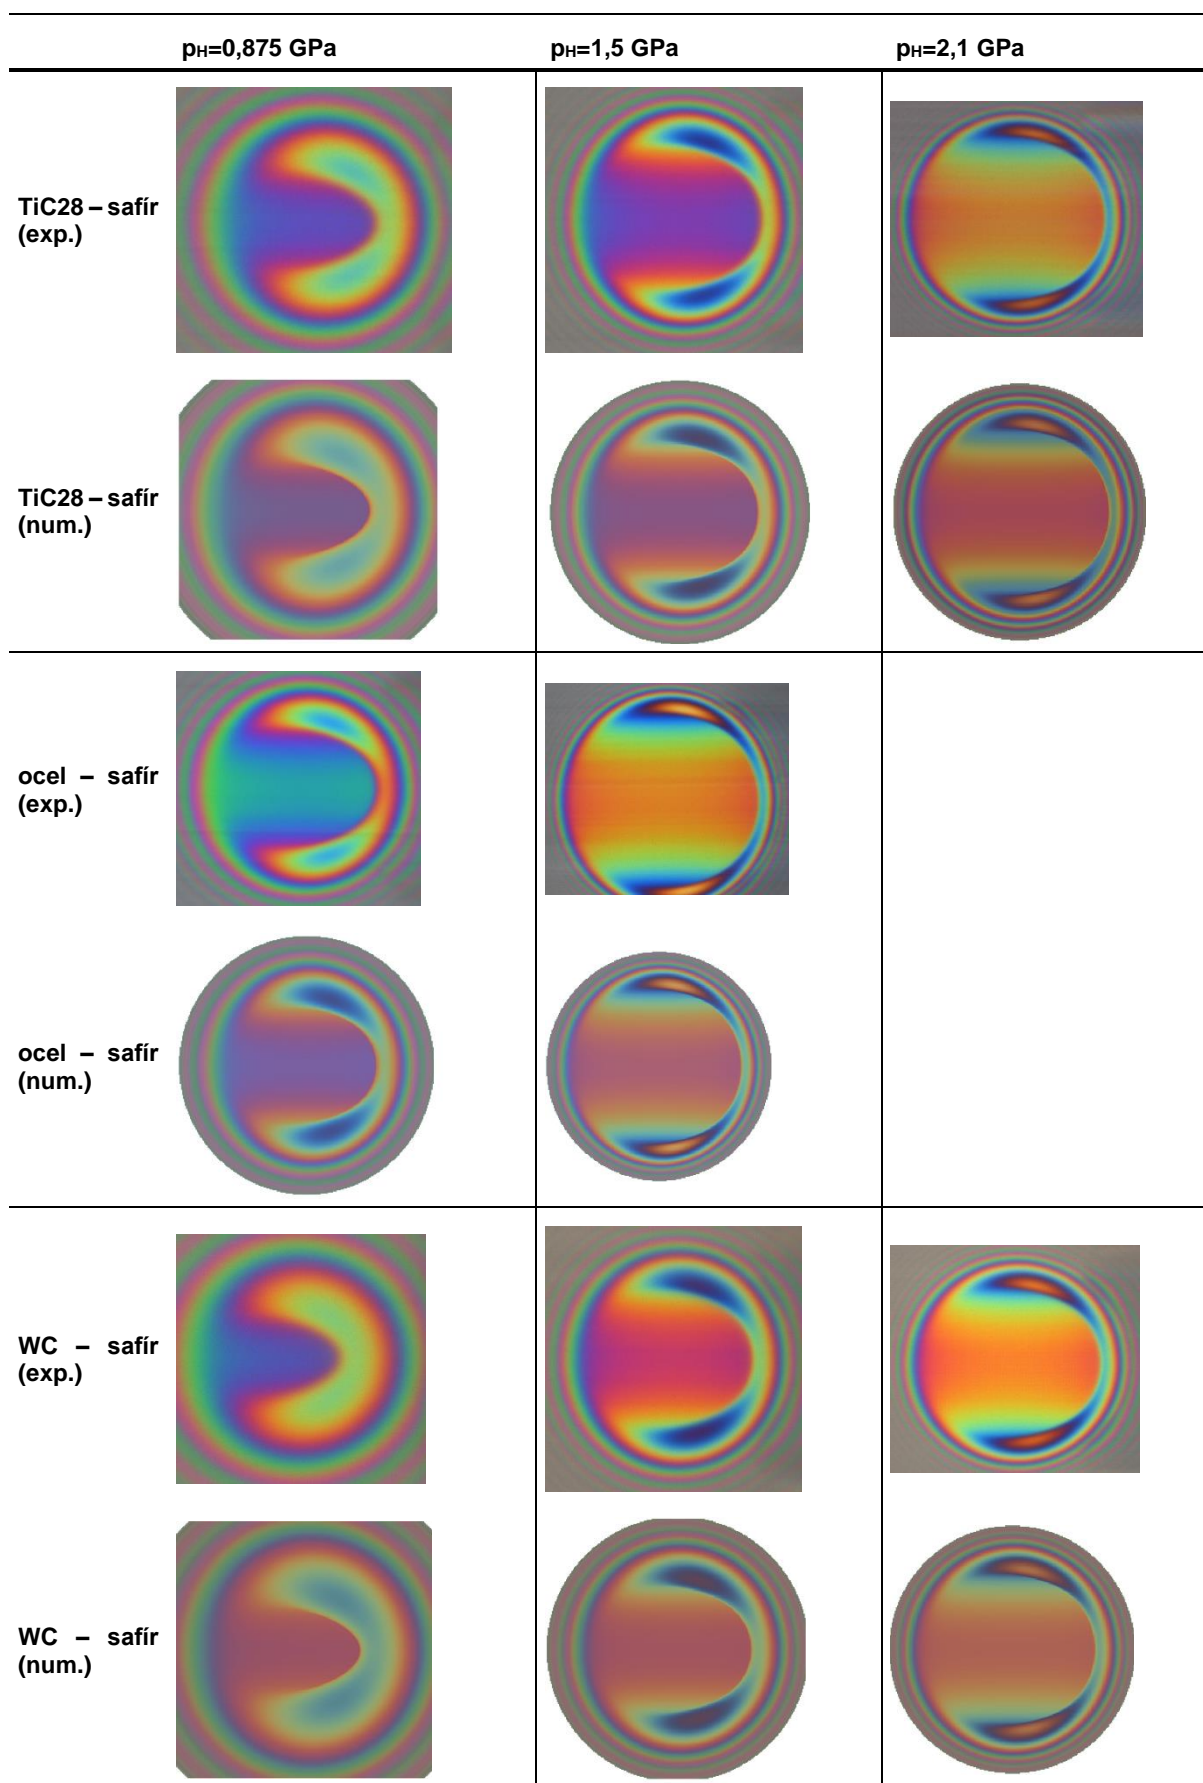 pH=0,875 GPa pH=1,5 GPa pH=2,1 GPa
TiC28 – safír
(exp.)
TiC28 – safír
(num.)
ocel – safír
(exp.)
ocel – safír
(num.)
WC – safír
(exp.)
WC – safír
(num.)